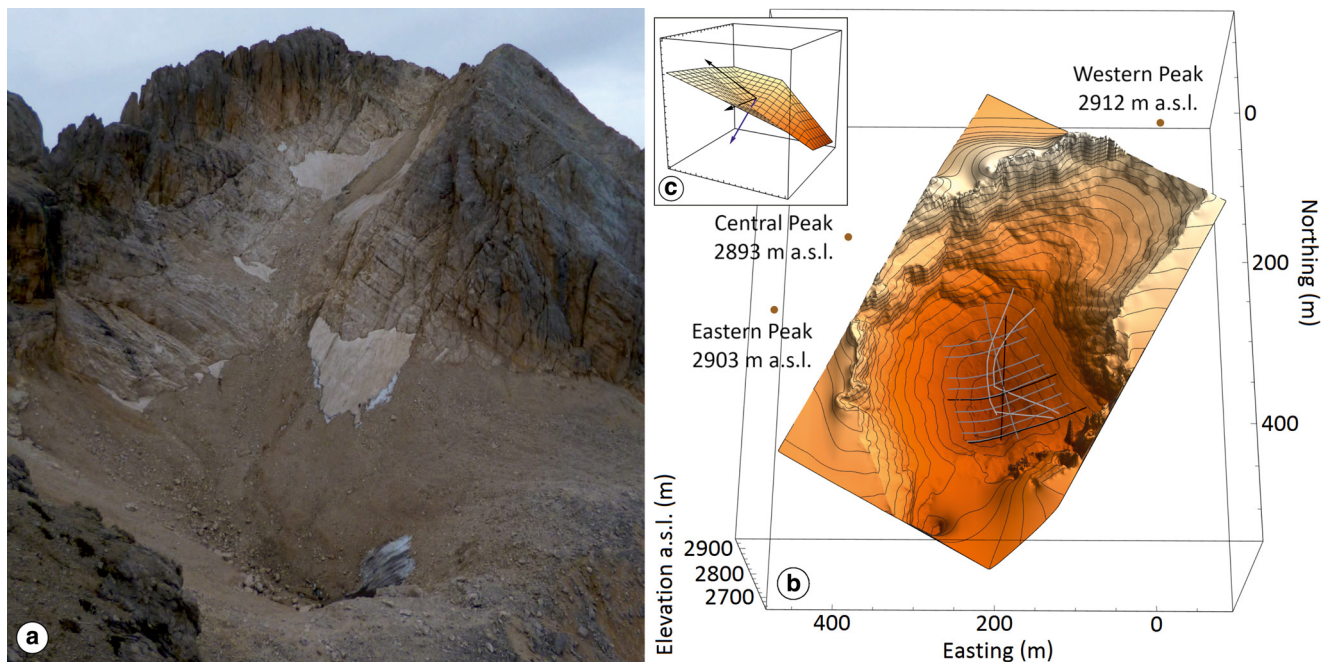 a
c
Western Peak
2912 m a.s.l.
Central Peak
2893 m a.s.l.
Eastern Peak
2903 m a.s.l.
0
200
400
Northing (m)
Elevation a.s.l. (m)
2900
2800
2700
b
400
200
0
Easting (m)